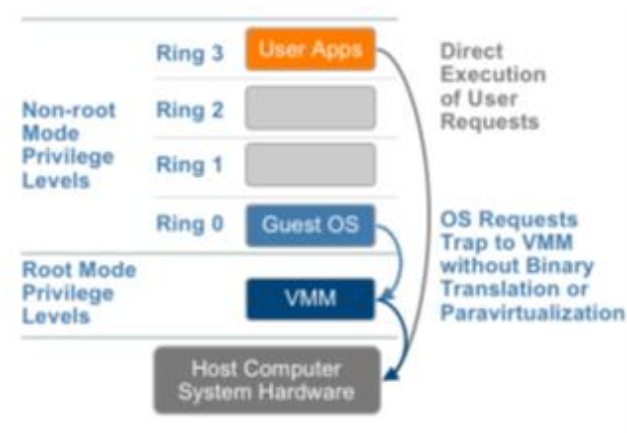 Ring 3
User Apps
Direct
Execution
of User
Requests
Non-root
Mode
Privilege
Levels
Ring 2
Ring 1
Ring 0
Guest OS
OS Requests
Trap to VMM
without Binary
Translation or
Paravirtualization
Root Mode
Privilege
Levels
VMM
Host Computer
System Hardware